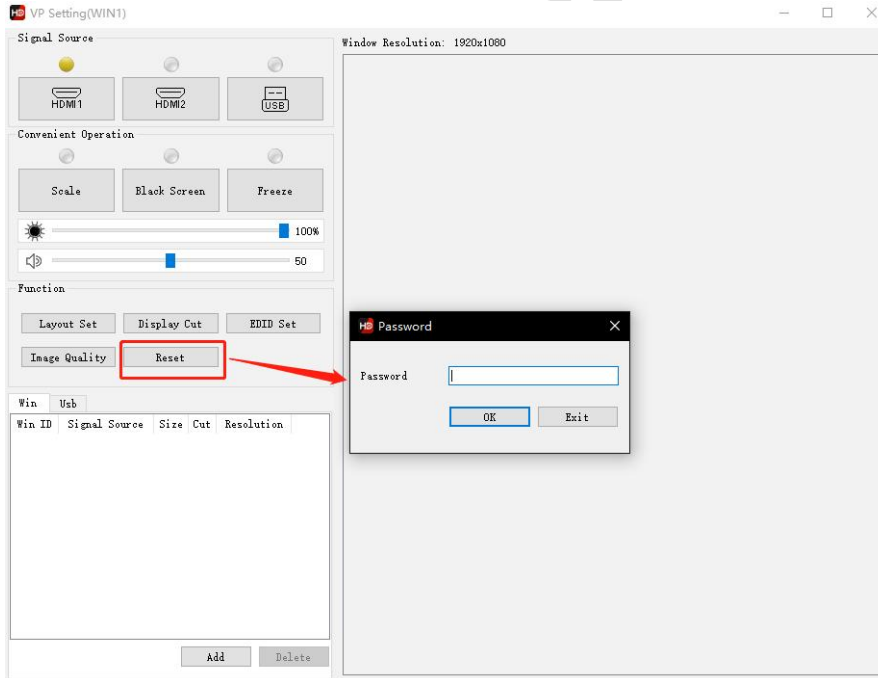 HD VP Setting(WIN1)
Signal Source
HDMI1 HDMI2 USB
Convenient Operation
Scale Black Screen Freeze
100%
50
Function
Layout Set Display Cut EDID Set
Image Quality Reset
Win Usb
Win ID Signal Source Size Cut Resolution
Add Delete
Window Resolution: 1920x1080
HD Password
Password
OK Exit